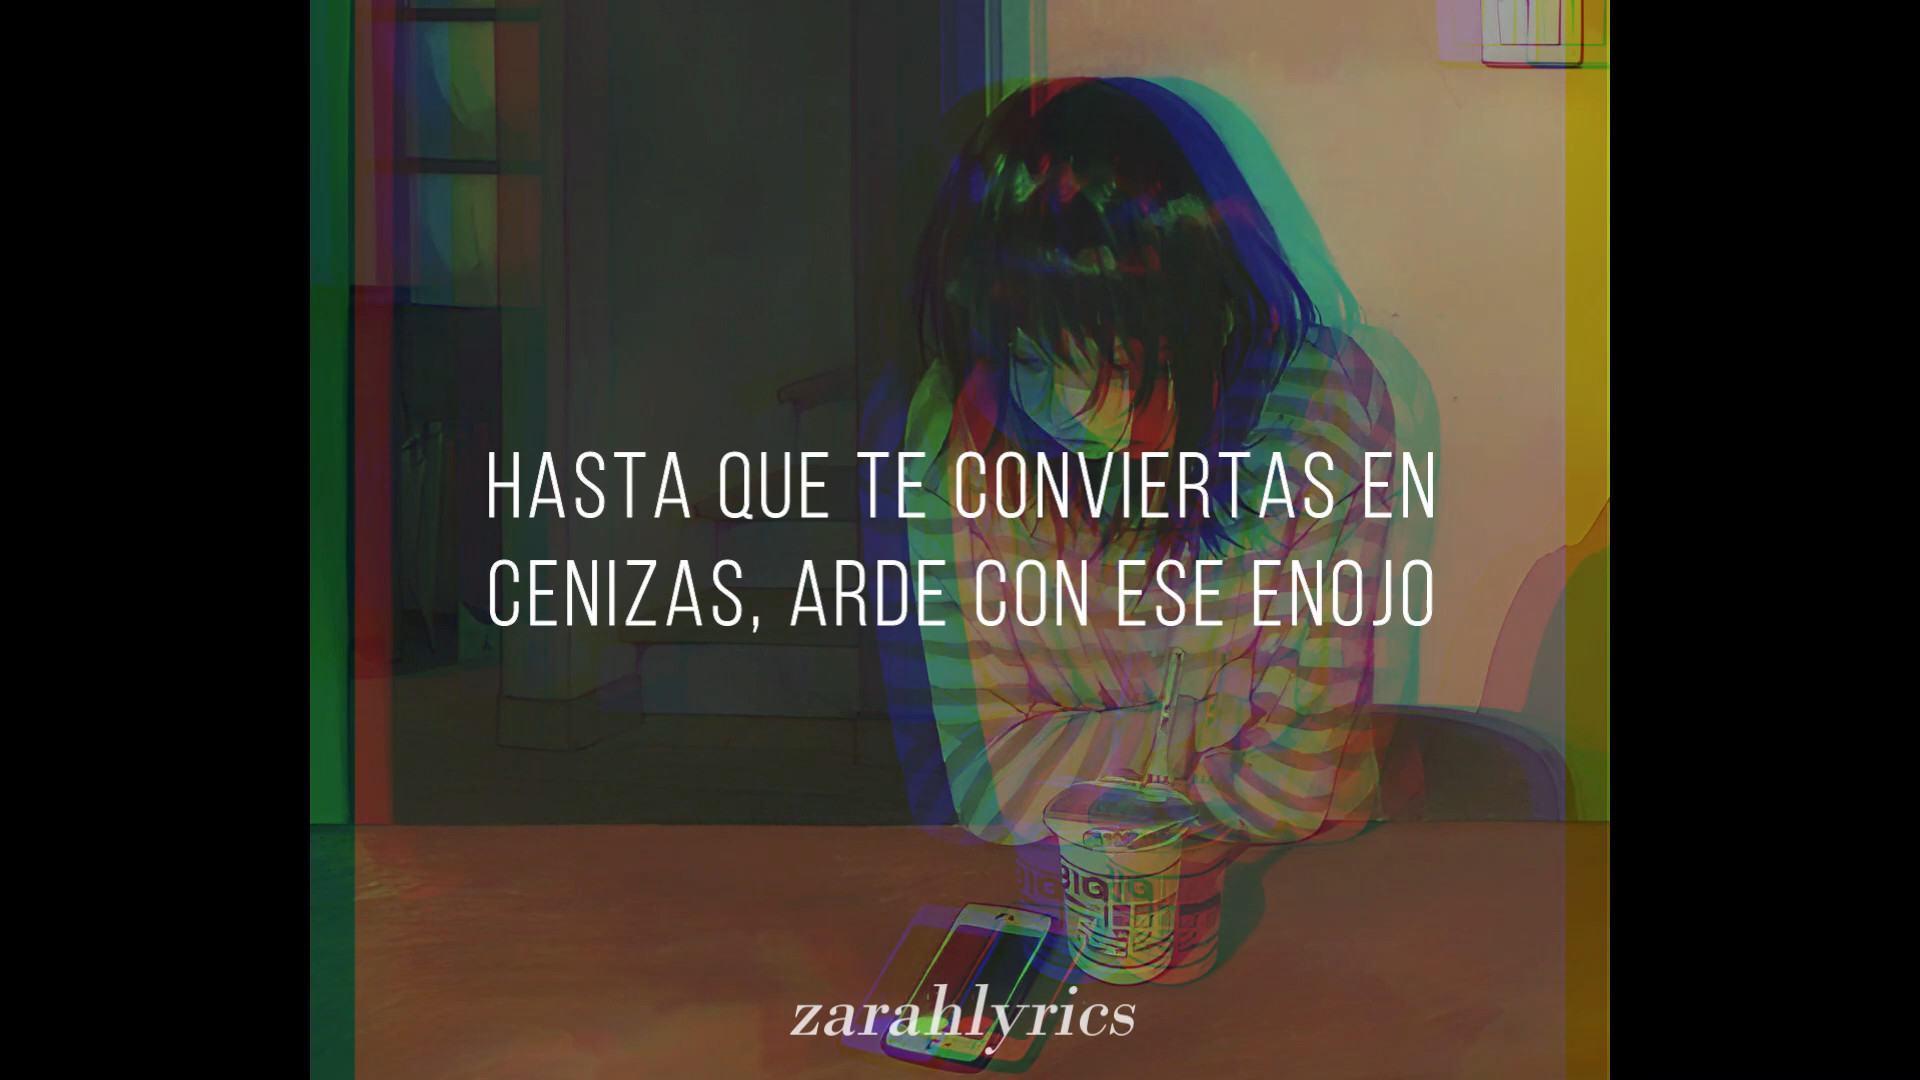 HASTA QUE TE CONVIERTAS EN
CENIZAS, ARDE CON ESE ENOJO
zarahlyrics